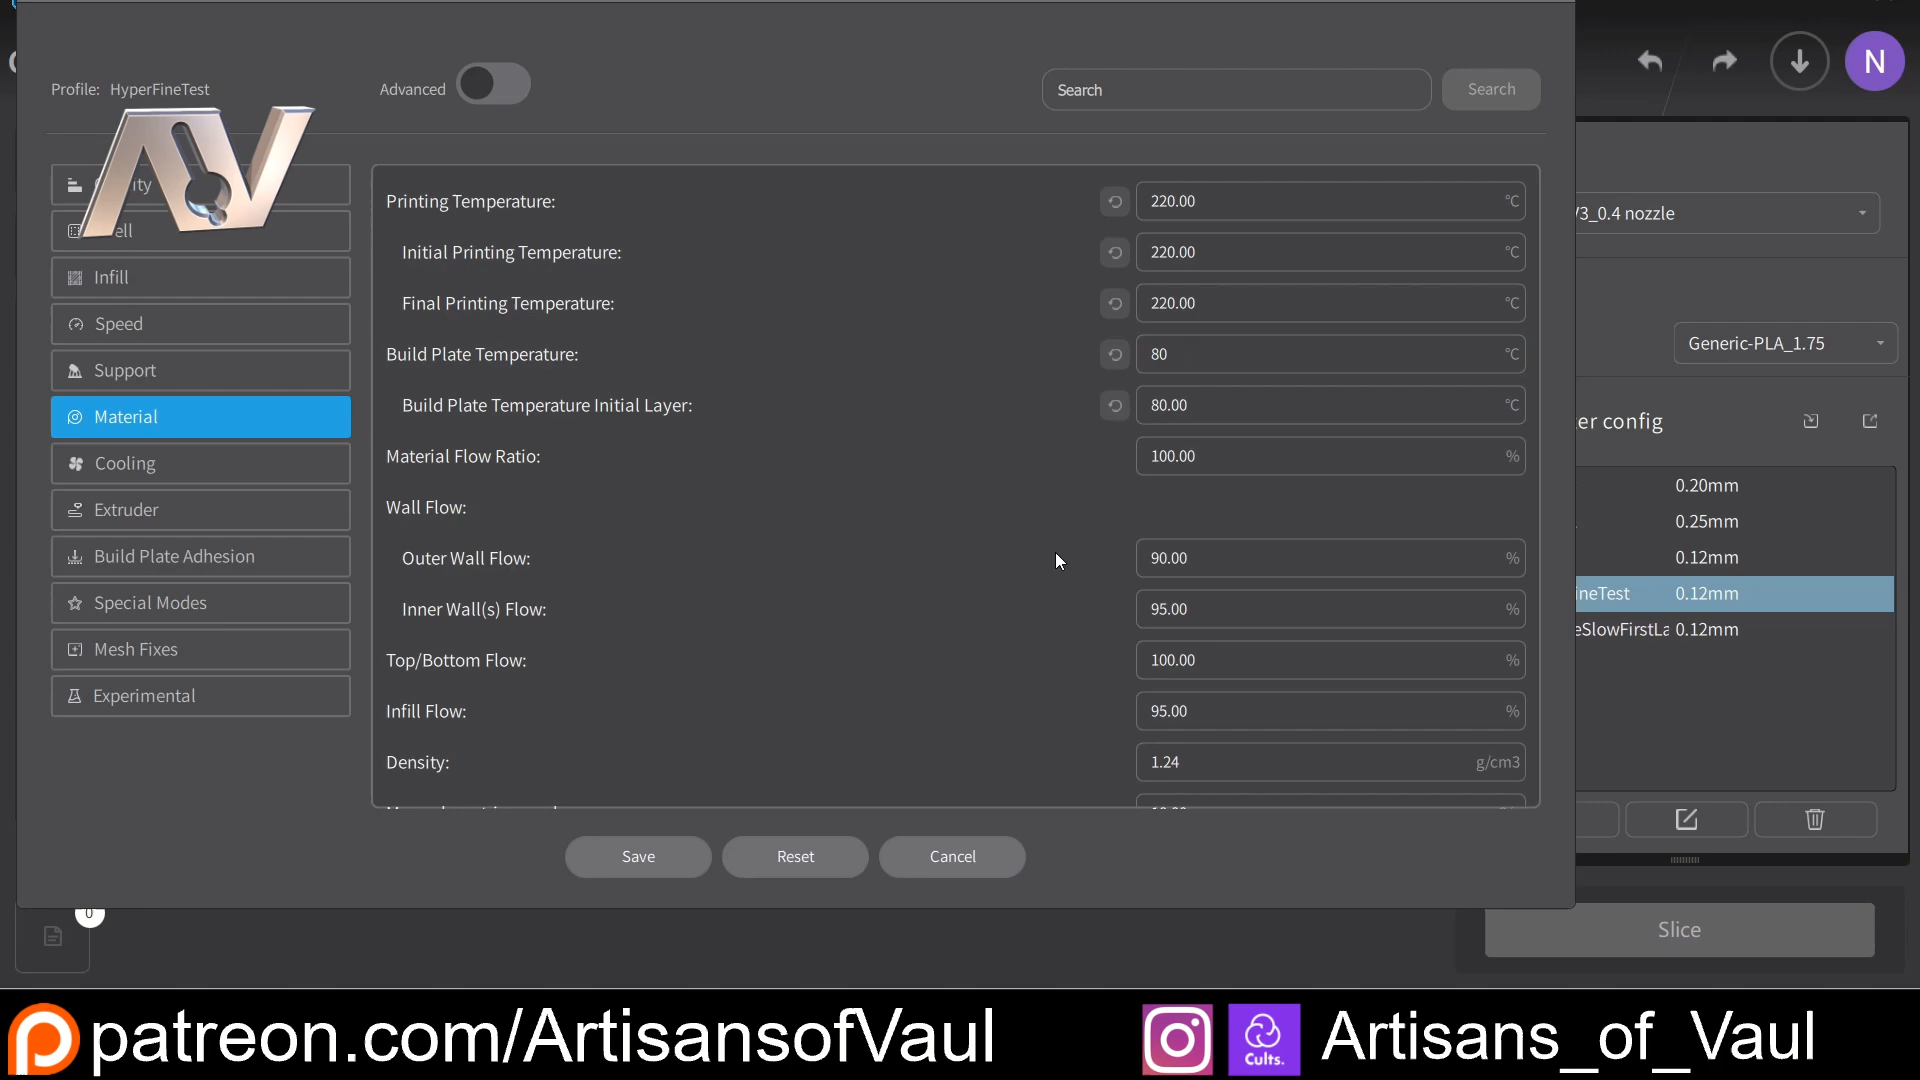 Profile: HyperFineTest
Advanced
Search
Search
N
AV
Infill
Speed
Support
Material
Cooling
Extruder
Build Plate Adhesion
Special Modes
Mesh Fixes
Experimental
Printing Temperature: 220.00 °C
Initial Printing Temperature: 220.00 °C
Final Printing Temperature: 220.00 °C
Build Plate Temperature: 80 °C
Build Plate Temperature Initial Layer: 80.00 °C
Material Flow Ratio: 100.00 %
Wall Flow:
Outer Wall Flow: 90.00 %
Inner Wall(s) Flow: 95.00 %
Top/Bottom Flow: 100.00 %
Infill Flow: 95.00 %
Density: 1.24 g/cm3
Save
Reset
Cancel
V3_0.4 nozzle
Generic-PLA_1.75
er config
0.20mm
0.25mm
0.12mm
ineTest 0.12mm
eSlowFirstLa 0.12mm
0
Slice
patreon.com/ArtisansofVaul
Cults.
Artisans_of_Vaul